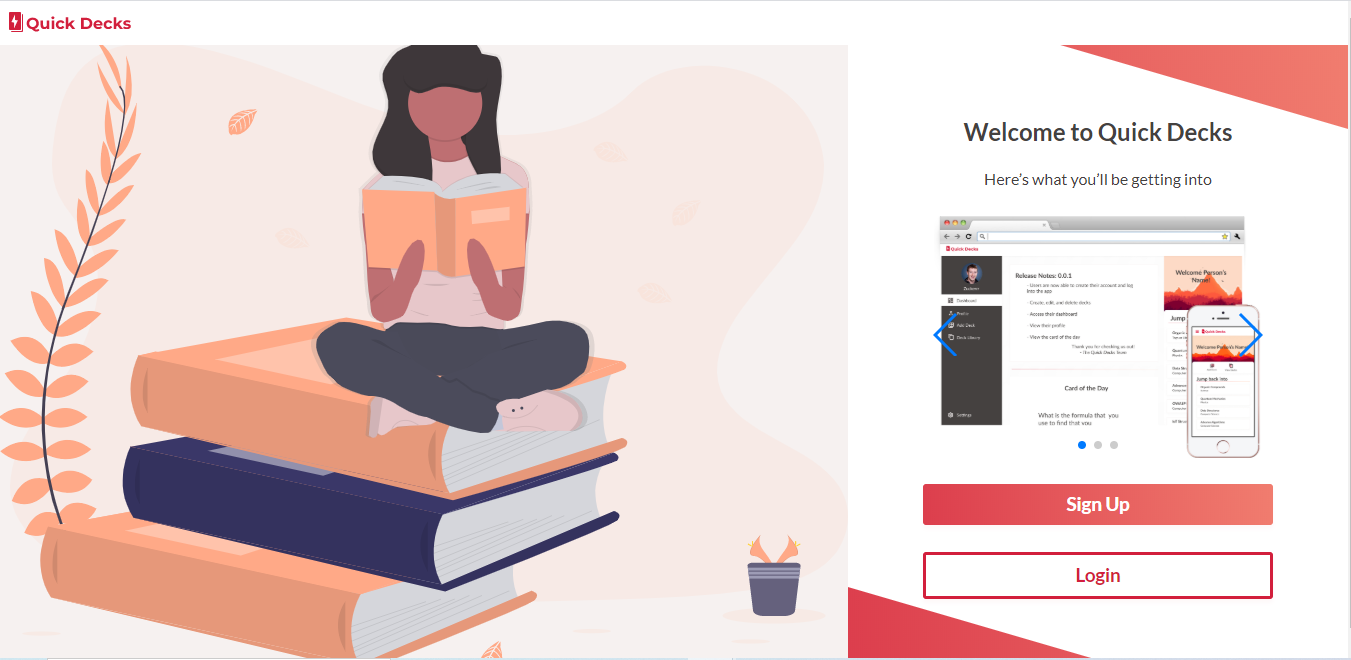 Quick Decks
Welcome to Quick Decks
Here's what you'll be getting into
Quick Decks
Release Notes: 0.0.1
- Users are now able to create their account and log
into the app
- Create, edit, and delete decks
- Access their dashboard
- View their profile
- View the card of the day
Thank you for checking us out!
- The Quick Decks Team
Card of the Day
What is the formula that you
use to find that you
Dashboard
Profile
Add Deck
Deck Library
Settings
Welcome Person's
Name!
Jump
Quick Decks
Welcome Person's Name!
Jump back into
Sign Up
Login